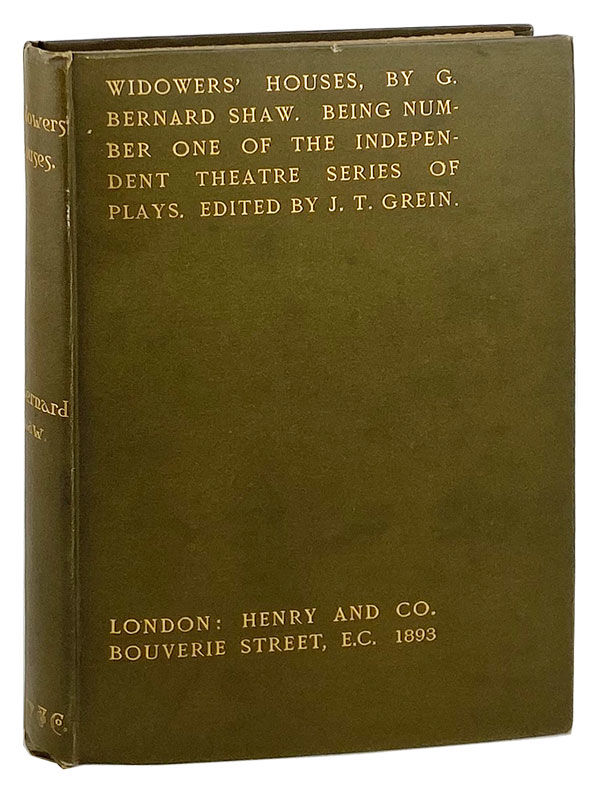 WIDOWERS' HOUSES, BY G.
BERNARD SHAW. BEING NUM-
BER ONE OF THE INDEPEN-
DENT THEATRE SERIES OF
PLAYS. EDITED BY J. T. GREIN.
LONDON: HENRY AND CO.
BOUVERIE STREET, E.C. 1893